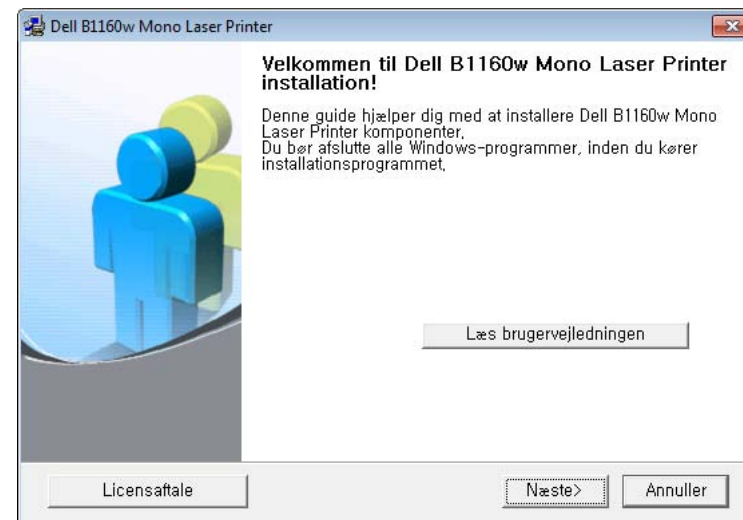 Dell B1160w Mono Laser Printer
Velkommen til Dell B1160w Mono Laser Printer
installation!
Denne guide hjælper dig med at installere Dell B1160w Mono
Laser Printer komponenter.
Du bør afslutte alle Windows-programmer, inden du kører
installationsprogrammet.
Læs brugervejledningen
Licensaftale
Næste>
Annuller